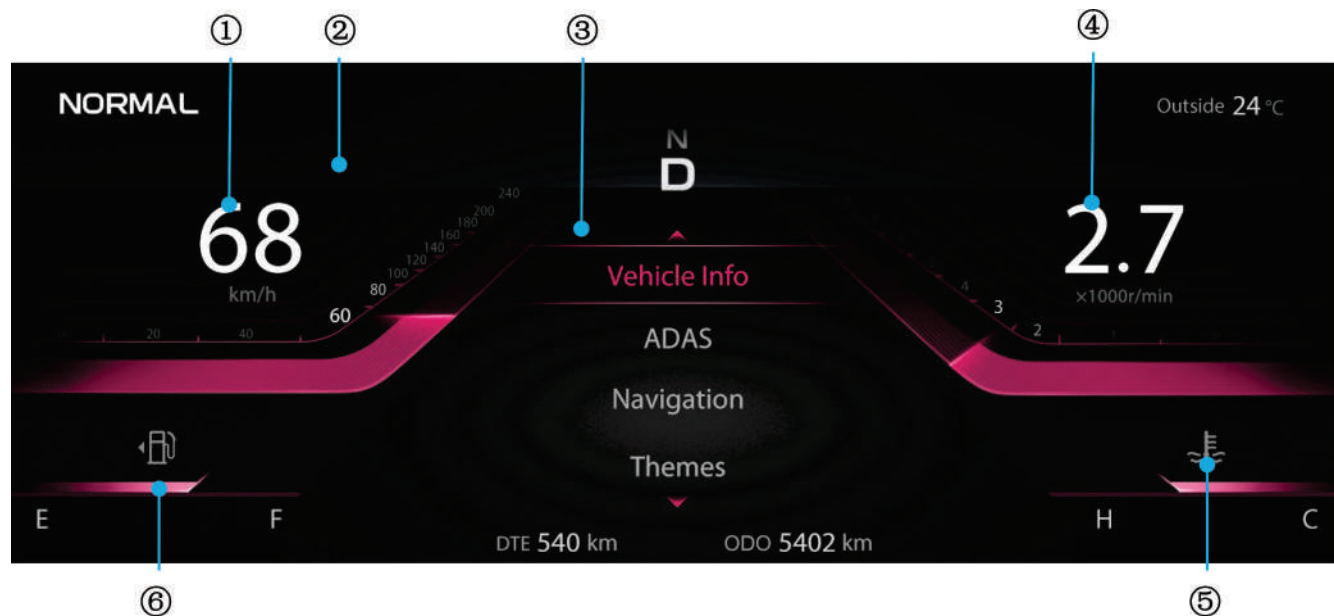 ① ② ③ ④
NORMAL
Outside 24 °C
N
D
68
km/h
20 40 60 80 100 120 140 160 180 200 240
2.7
×1000r/min
4
3
2
Vehicle Info
ADAS
Navigation
Themes
E F
H C
DTE 540 km ODO 5402 km
⑥ ⑤